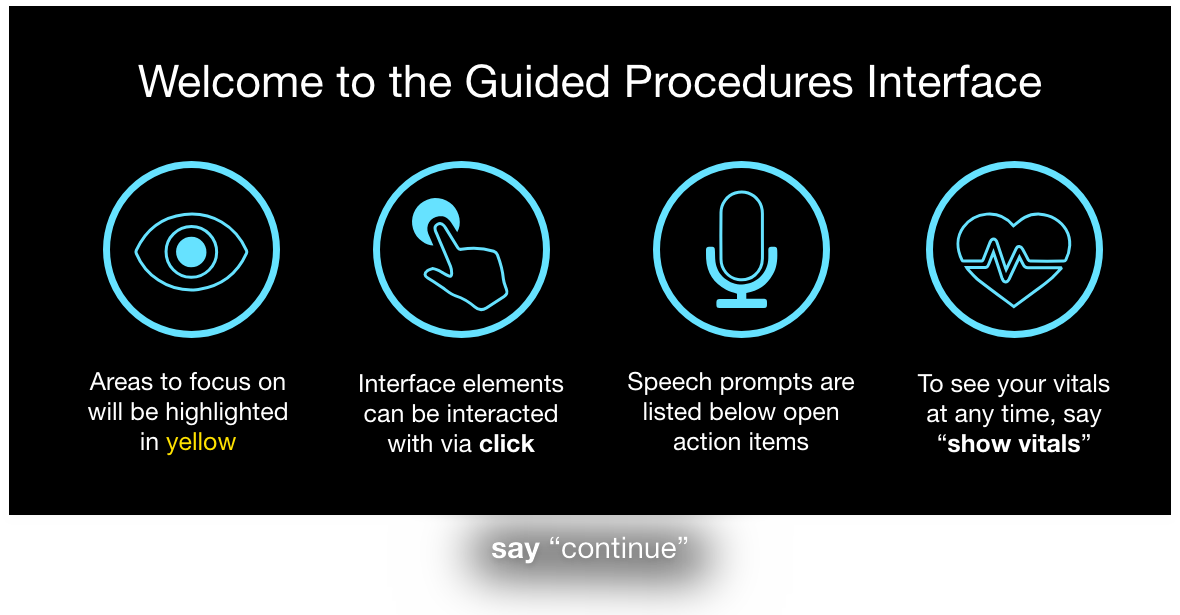 Welcome to the Guided Procedures Interface
Areas to focus on
will be highlighted
in yellow
Interface elements
can be interacted
with via click
Speech prompts are
listed below open
action items
To see your vitals
at any time, say
“show vitals”
say “continue”